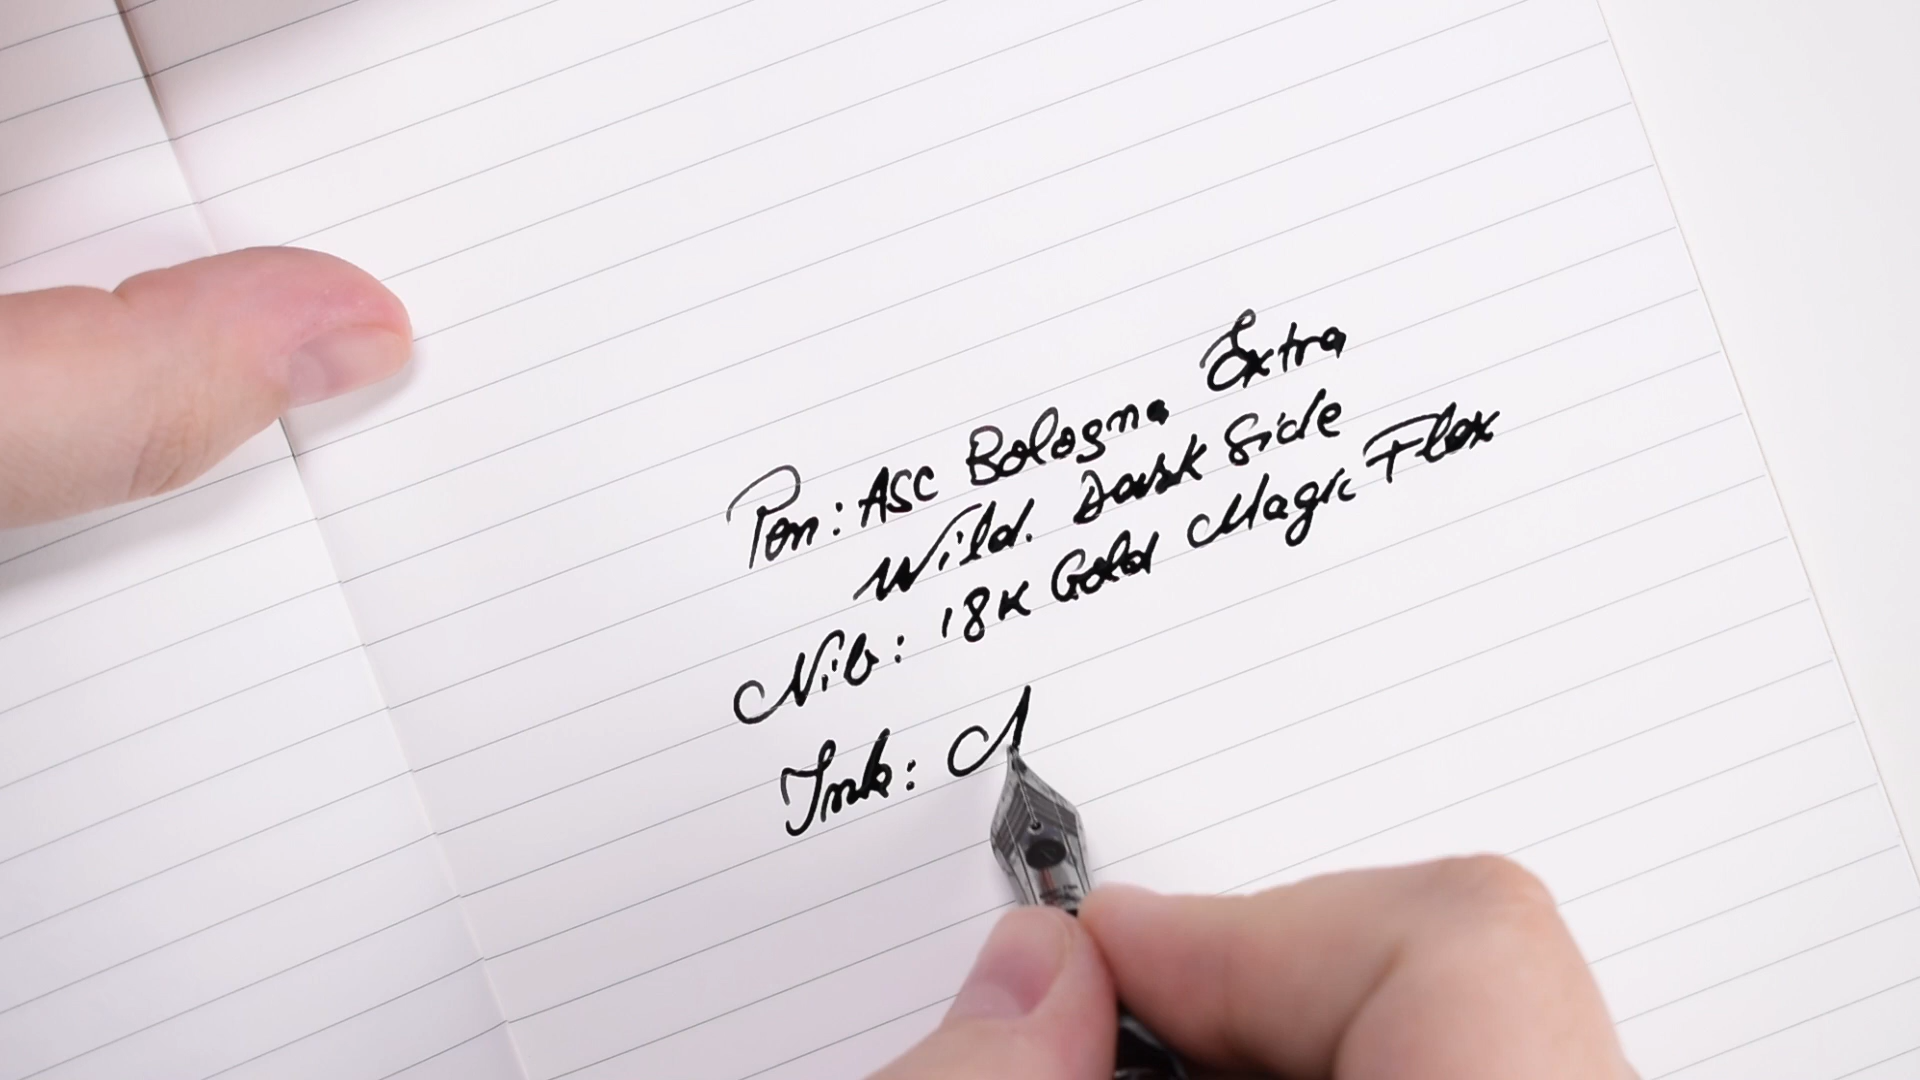 Pen: ASC Bologna Extra
Wild. Dark Side
Nib: 18K Gold Magic Flex
Ink: